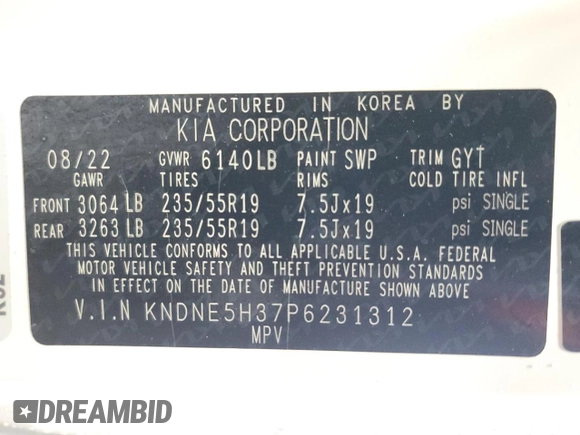 MANUFACTURED IN KOREA BY
KIA CORPORATION
08/22 GVWR 6140LB PAINT SWP TRIM GYT
GAWR TIRES RIMS COLD TIRE INFL
FRONT 3064 LB 235/55R19 7.5Jx19 psi SINGLE
REAR 3263 LB 235/55R19 7.5Jx19 psi SINGLE
THIS VEHICLE CONFORMS TO ALL APPLICABLE U.S.A. FEDERAL
MOTOR VEHICLE SAFETY AND THEFT PREVENTION STANDARDS
IN EFFECT ON THE DATE OF MANUFACTURE SHOWN ABOVE
V.I.N KNDNE5H37P6231312
MPV
DREAMBID